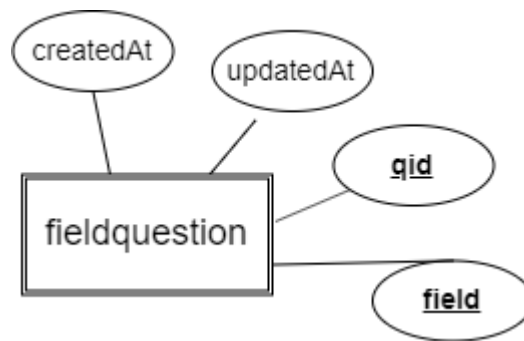 createdAt
updatedAt
qid
fieldquestion
field